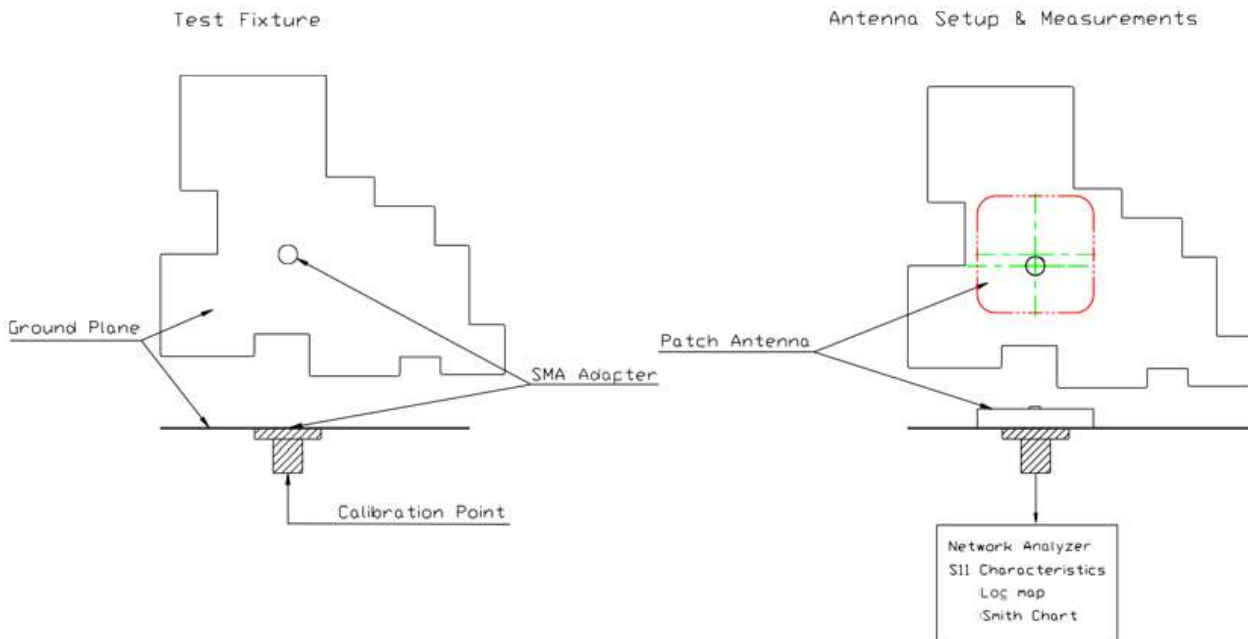 Test Fixture
Antenna Setup & Measurements
Ground Plane
SMA Adapter
Calibration Point
Patch Antenna
Network Analyzer
S11 Characteristics
Log map
Smith Chart